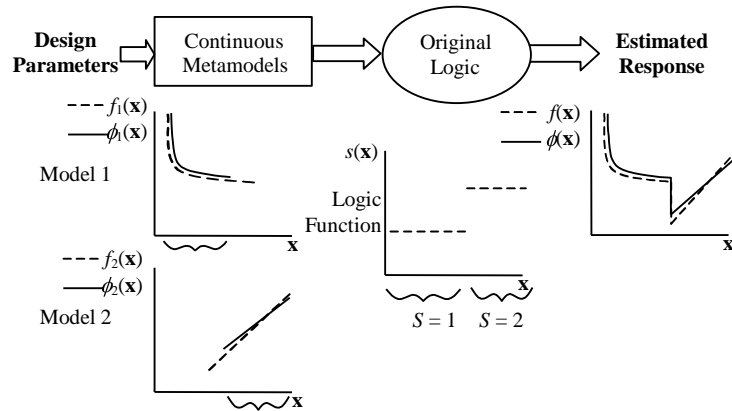 Design
Parameters
Continuous
Metamodels
Original
Logic
Estimated
Response
f₁(x)
ϕ₁(x)
Model 1
x
f₂(x)
ϕ₂(x)
Model 2
x
s(x)
Logic
Function
x
S = 1
S = 2
f(x)
ϕ(x)
x